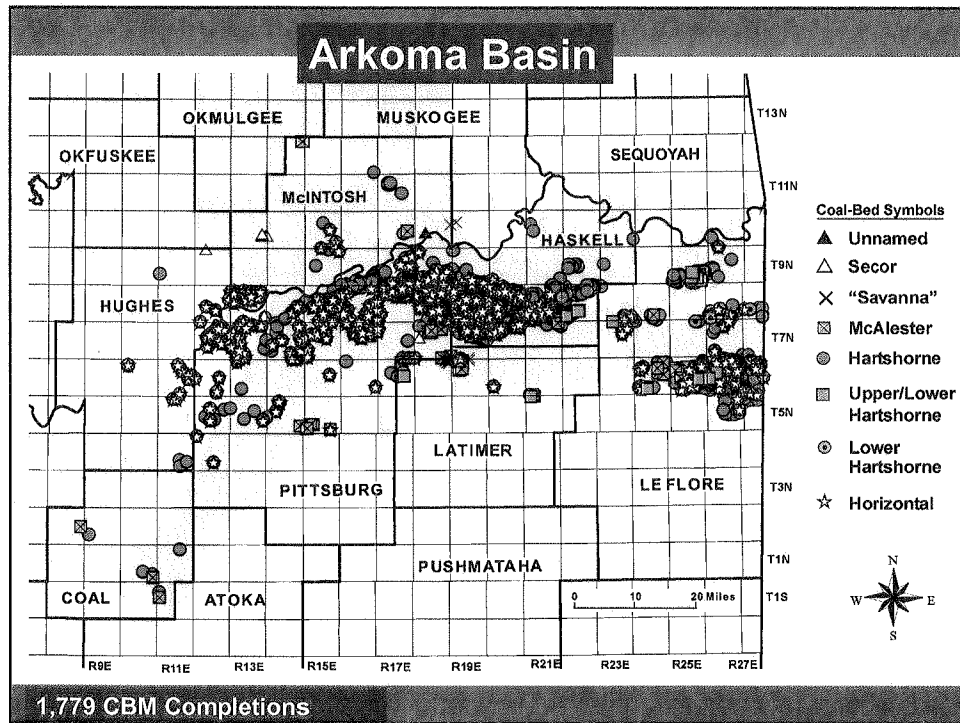 Arkoma Basin
OKMULGEE
MUSKOGEE
T13N
OKFUSKEE
SEQUOYAH
T11N
McINTOSH
Coal-Bed Symbols
Unnamed
HASKELL
T9N
Secor
HUGHES
"Savanna"
T7N
McAlester
Hartshorne
Upper/Lower
Hartshorne
T5N
LATIMER
Lower
Hartshorne
PITTSBURG
LE FLORE
T3N
Horizontal
T1N
PUSHMATAHA
N
COAL
ATOKA
0 10 20 Miles
T1S
W E
S
R9E R11E R13E R15E R17E R19E R21E R23E R25E R27E
1,779 CBM Completions